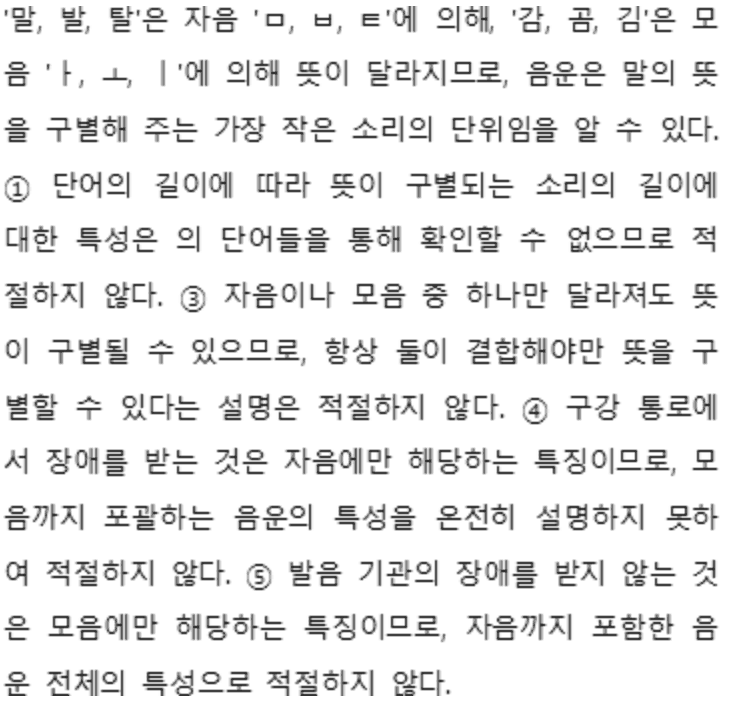 '말, 발, 탈'은 자음 'ㅁ, ㅂ, ㅌ'에 의해, '감, 곰, 김'은 모
음 'ㅏ, ㅗ, ㅣ'에 의해 뜻이 달라지므로, 음운은 말의 뜻
을 구별해 주는 가장 작은 소리의 단위임을 알 수 있다.
① 단어의 길이에 따라 뜻이 구별되는 소리의 길이에
대한 특성은 의 단어들을 통해 확인할 수 없으므로 적
절하지 않다. ③ 자음이나 모음 중 하나만 달라져도 뜻
이 구별될 수 있으므로, 항상 둘이 결합해야만 뜻을 구
별할 수 있다는 설명은 적절하지 않다. ④ 구강 통로에
서 장애를 받는 것은 자음에만 해당하는 특징이므로, 모
음까지 포괄하는 음운의 특성을 온전히 설명하지 못하
여 적절하지 않다. ⑤ 발음 기관의 장애를 받지 않는 것
은 모음에만 해당하는 특징이므로, 자음까지 포함한 음
운 전체의 특성으로 적절하지 않다.